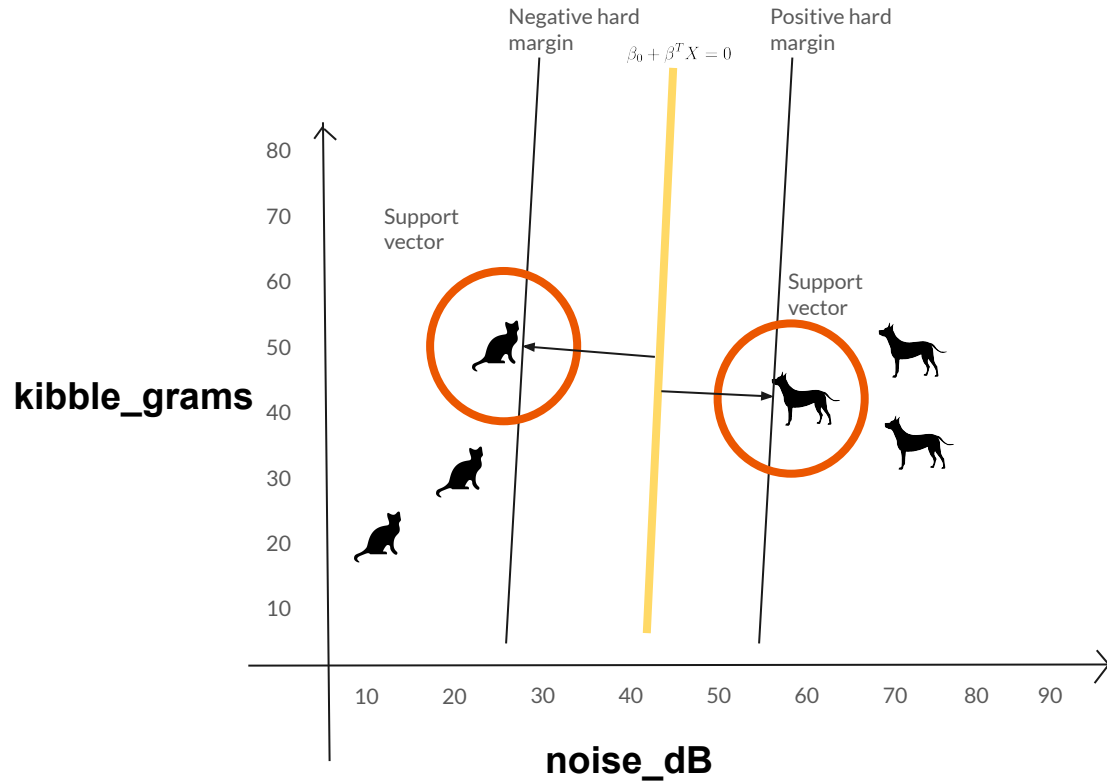 Negative hard
margin
Positive hard
margin
β₀ + βᵀX = 0
80
70
60
50
40
30
20
10
Support
vector
Support
vector
kibble_grams
10 20 30 40 50 60 70 80 90
noise_dB